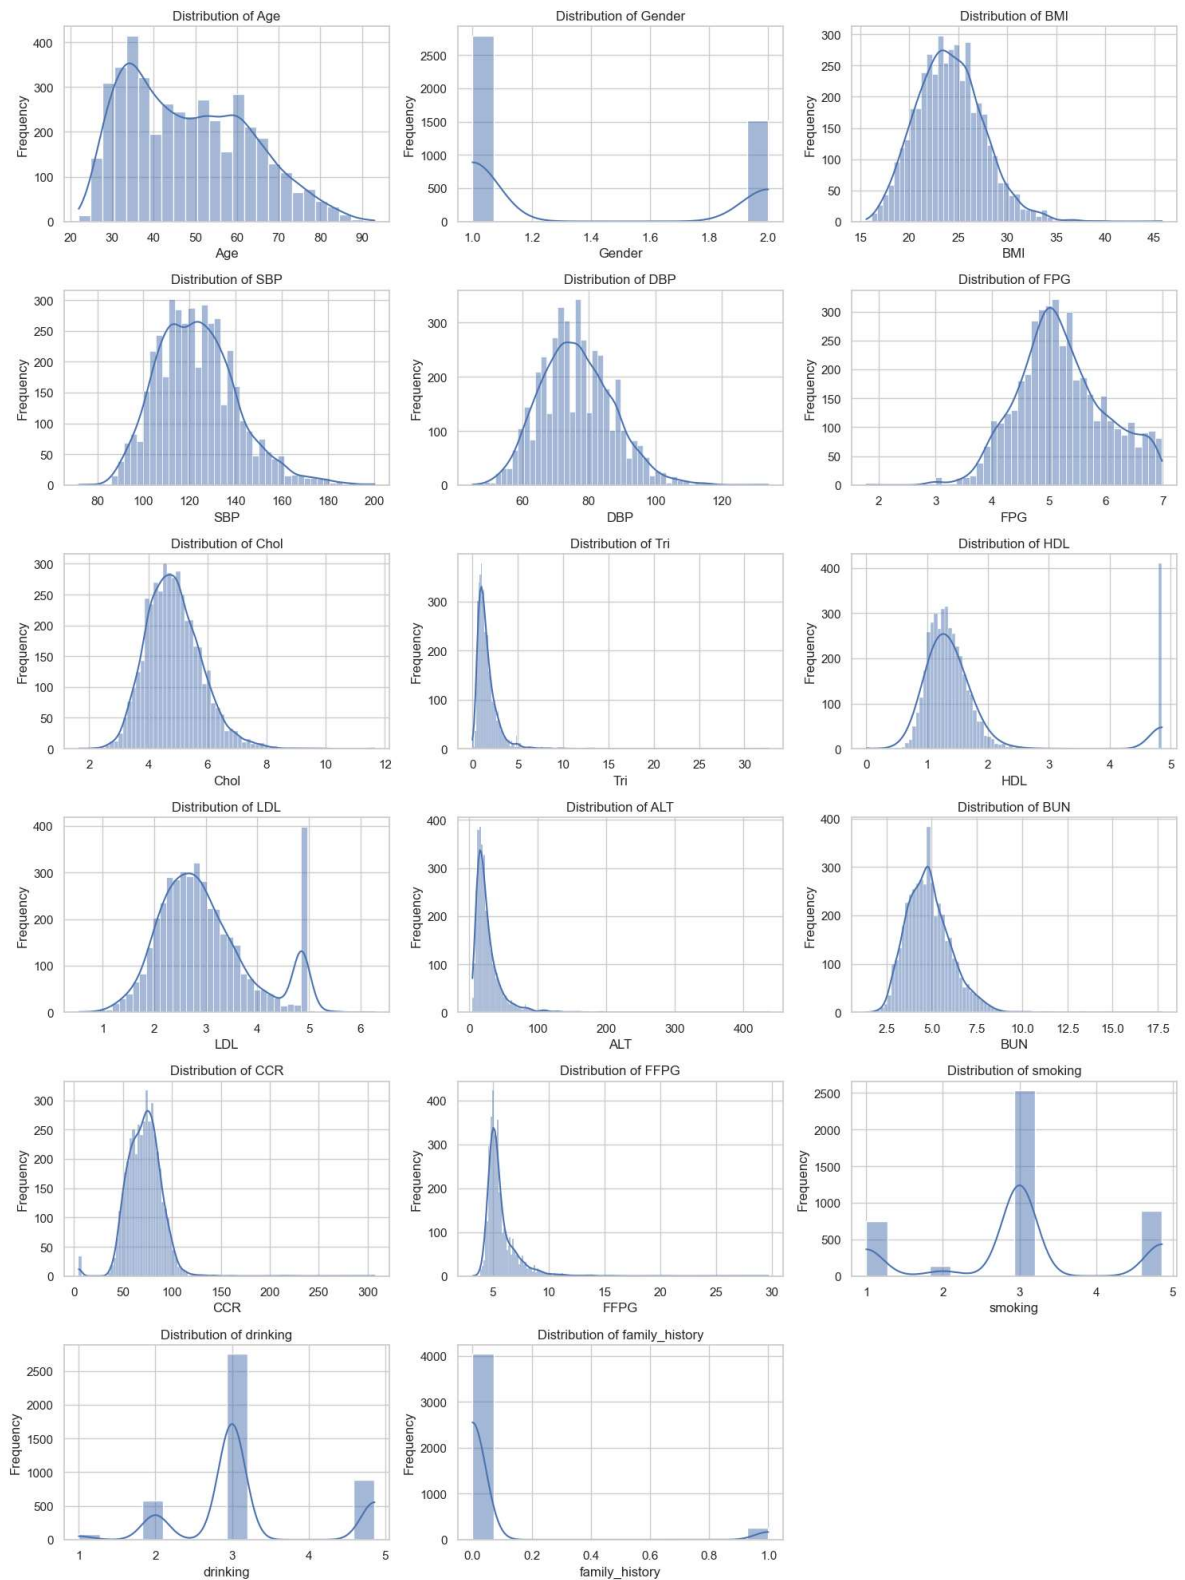 Distribution of Age
Frequency
400
300
200
100
0
20 30 40 50 60 70 80 90
Age
Distribution of Gender
Frequency
2500
2000
1500
1000
500
0
1.0 1.2 1.4 1.6 1.8 2.0
Gender
Distribution of BMI
Frequency
300
250
200
150
100
50
0
15 20 25 30 35 40 45
BMI
Distribution of SBP
Frequency
300
250
200
150
100
50
0
80 100 120 140 160 180 200
SBP
Distribution of DBP
Frequency
300
200
100
0
60 80 100 120
DBP
Distribution of FPG
Frequency
300
250
200
150
100
50
0
2 3 4 5 6 7
FPG
Distribution of Chol
Frequency
300
250
200
150
100
50
0
2 4 6 8 10 12
Chol
Distribution of Tri
Frequency
300
200
100
0
0 5 10 15 20 25 30
Tri
Distribution of HDL
Frequency
400
300
200
100
0
0 1 2 3 4 5
HDL
Distribution of LDL
Frequency
400
300
200
100
0
1 2 3 4 5 6
LDL
Distribution of ALT
Frequency
400
300
200
100
0
0 100 200 300 400
ALT
Distribution of BUN
Frequency
400
300
200
100
0
2.5 5.0 7.5 10.0 12.5 15.0 17.5
BUN
Distribution of CCR
Frequency
300
250
200
150
100
50
0
0 50 100 150 200 250 300
CCR
Distribution of FFPG
Frequency
400
300
200
100
0
5 10 15 20 25 30
FFPG
Distribution of smoking
Frequency
2500
2000
1500
1000
500
0
1 2 3 4 5
smoking
Distribution of drinking
Frequency
2500
2000
1500
1000
500
0
1 2 3 4 5
drinking
Distribution of family_history
Frequency
4000
3000
2000
1000
0
0.0 0.2 0.4 0.6 0.8 1.0
family_history